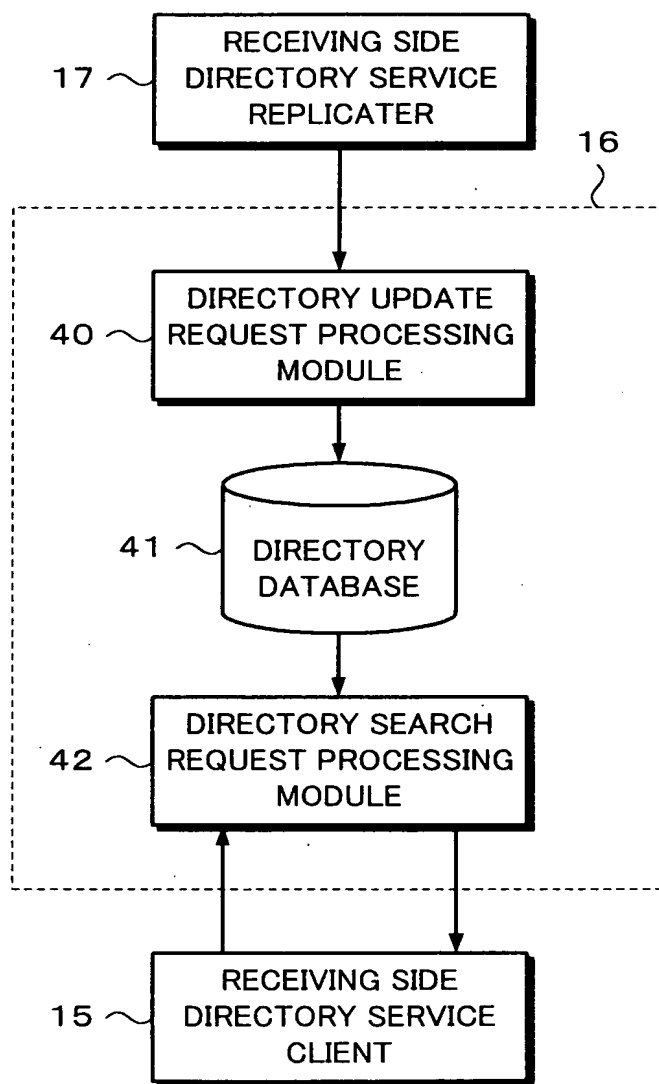 RECEIVING SIDE
17
DIRECTORY SERVICE
REPLICATER
16
DIRECTORY UPDATE
40
REQUEST PROCESSING
MODULE
41
DIRECTORY
DATABASE
DIRECTORY SEARCH
42
REQUEST PROCESSING
MODULE
RECEIVING SIDE
15
DIRECTORY SERVICE
CLIENT